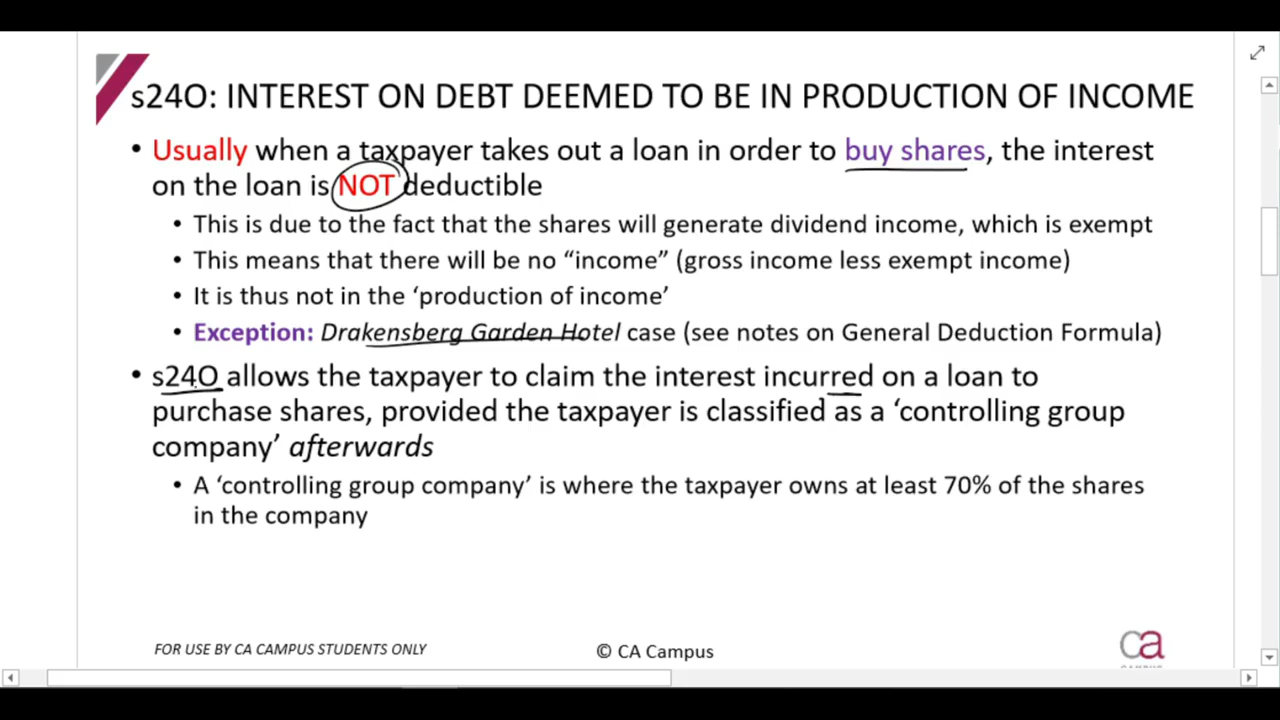 s24O: INTEREST ON DEBT DEEMED TO BE IN PRODUCTION OF INCOME
• Usually when a taxpayer takes out a loan in order to buy shares, the interest
on the loan is NOT deductible
• This is due to the fact that the shares will generate dividend income, which is exempt
• This means that there will be no “income” (gross income less exempt income)
• It is thus not in the ‘production of income’
• Exception: Drakensberg Garden Hotel case (see notes on General Deduction Formula)
• s24O allows the taxpayer to claim the interest incurred on a loan to
purchase shares, provided the taxpayer is classified as a ‘controlling group
company’ afterwards
• A ‘controlling group company’ is where the taxpayer owns at least 70% of the shares
in the company
FOR USE BY CA CAMPUS STUDENTS ONLY
© CA Campus
ca
CAMPUS